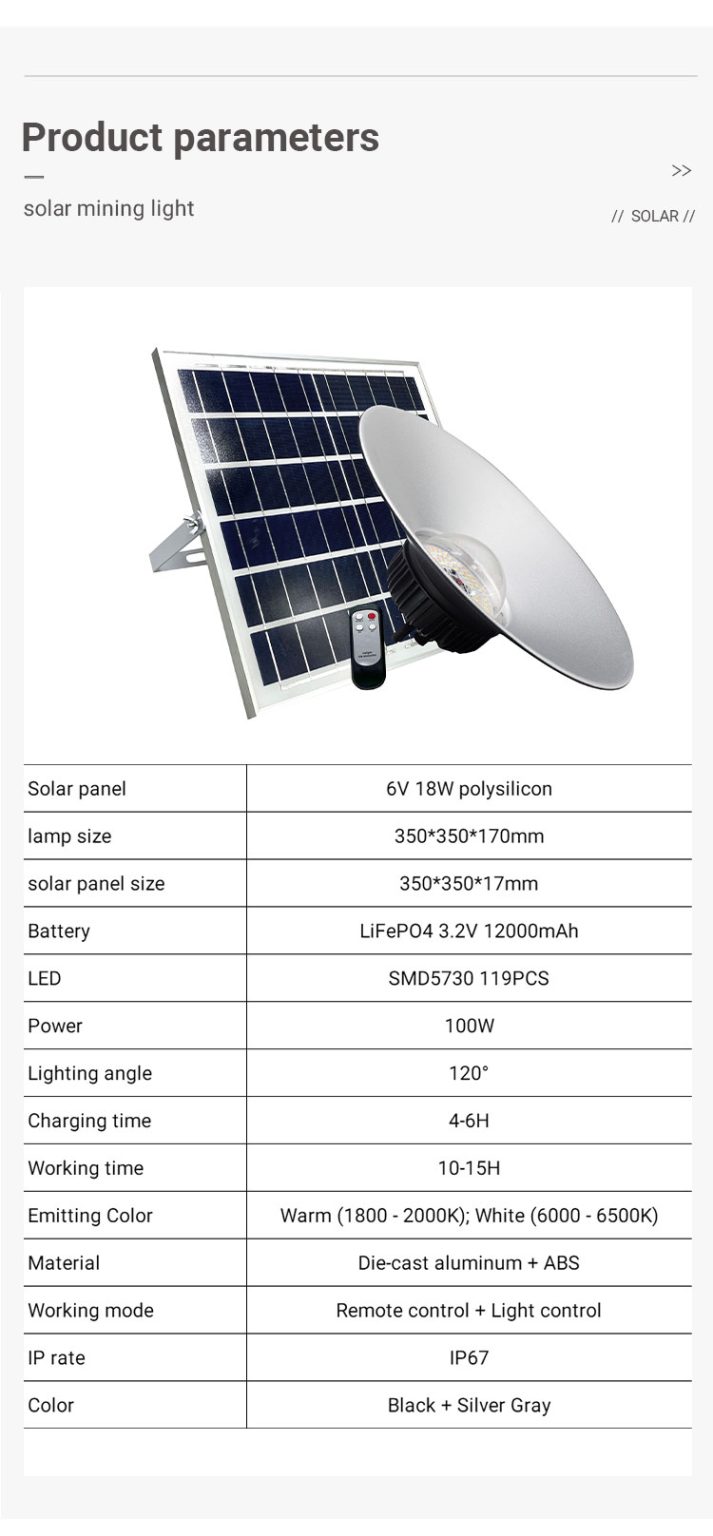 Product parameters
>>
solar mining light
// SOLAR //
Solar panel 6V 18W polysilicon
lamp size 350*350*170mm
solar panel size 350*350*17mm
Battery LiFePO4 3.2V 12000mAh
LED SMD5730 119PCS
Power 100W
Lighting angle 120°
Charging time 4-6H
Working time 10-15H
Emitting Color Warm (1800 - 2000K); White (6000 - 6500K)
Material Die-cast aluminum + ABS
Working mode Remote control + Light control
IP rate IP67
Color Black + Silver Gray